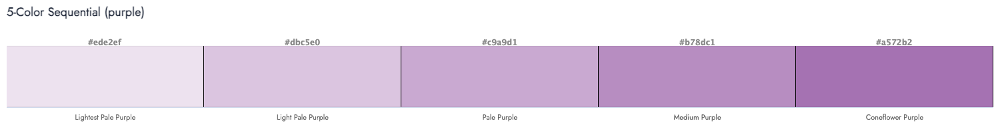 5-Color Sequential (purple)
#ede2ef #dbc5e0 #c9a9d1 #b78dc1 #a572b2
Lightest Pale Purple Light Pale Purple Pale Purple Medium Purple Coneflower Purple